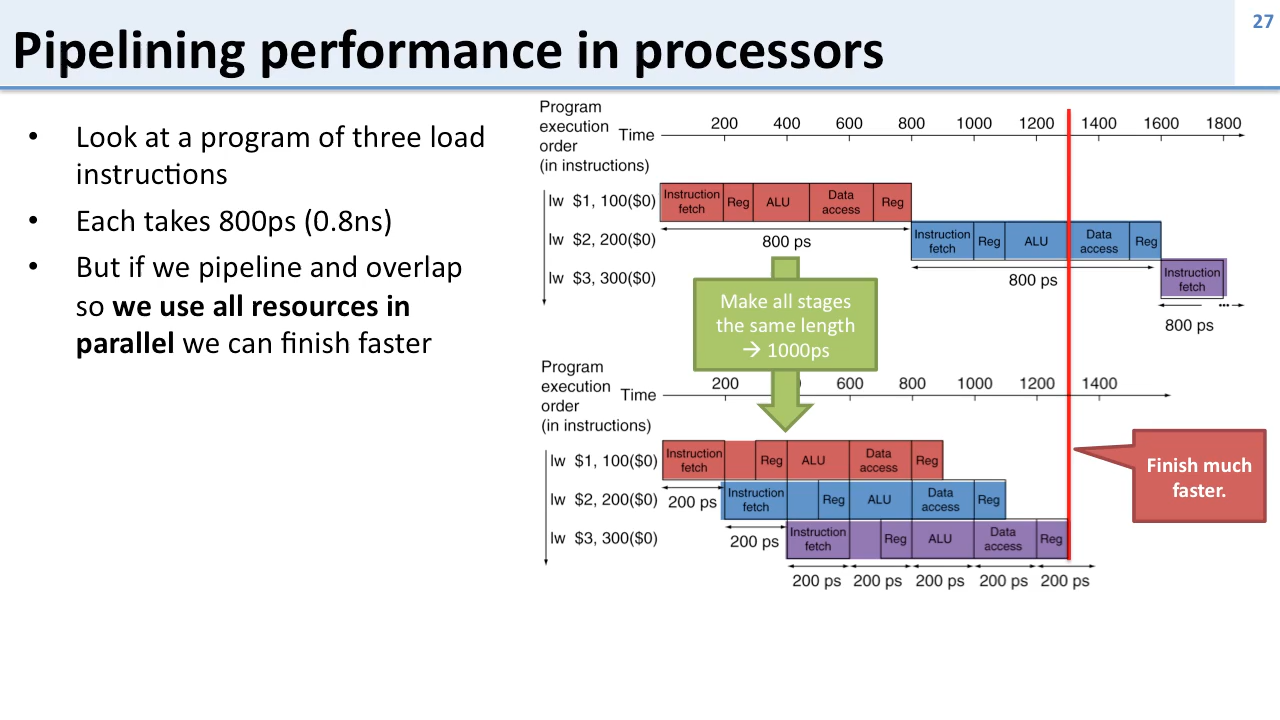 27
Pipelining performance in processors
• Look at a program of three load
instructions
• Each takes 800ps (0.8ns)
• But if we pipeline and overlap
so we use all resources in
parallel we can finish faster
Program
execution
order
(in instructions)
Time
200 400 600 800 1000 1200 1400 1600 1800
lw $1, 100($0)
Instruction
fetch
Reg
ALU
Data
access
Reg
800 ps
lw $2, 200($0)
Instruction
fetch
Reg
ALU
Data
access
Reg
800 ps
lw $3, 300($0)
Instruction
fetch
...
800 ps
Make all stages
the same length
→ 1000ps
Program
execution
order
(in instructions)
Time
200 600 800 1000 1200 1400
lw $1, 100($0)
Instruction
fetch
Reg
ALU
Data
access
Reg
200 ps
lw $2, 200($0)
Instruction
fetch
Reg
ALU
Data
access
Reg
200 ps
lw $3, 300($0)
Instruction
fetch
Reg
ALU
Data
access
Reg
200 ps 200 ps 200 ps 200 ps 200 ps
Finish much
faster.